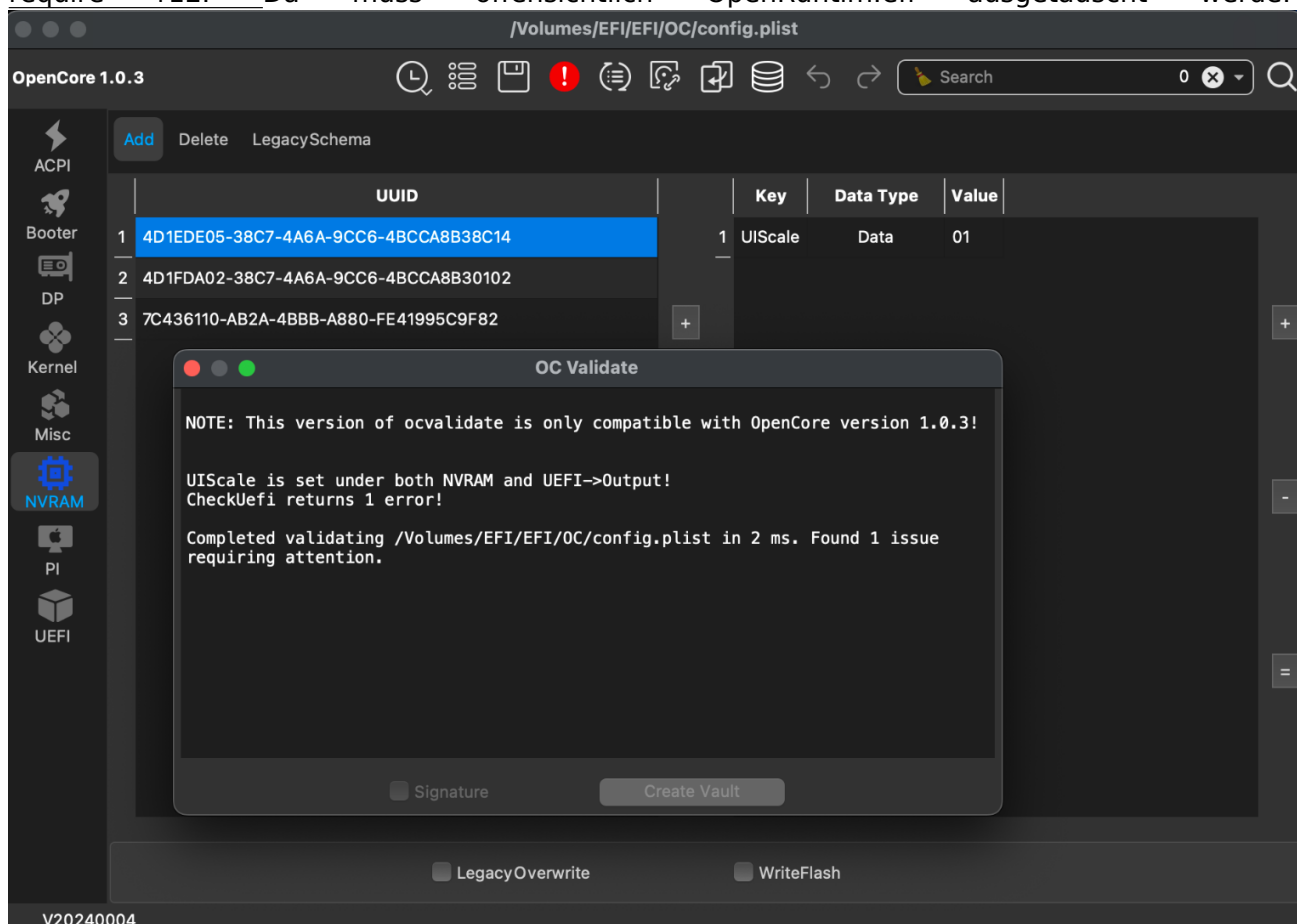 require 112. Da muss offensichtlich OpenRuntimen ausgetauscht werde
/Volumes/EFI/EFI/OC/config.plist
OpenCore 1.0.3
Search 0
ACPI
Booter
DP
Kernel
Misc
NVRAM
PI
UEFI
Add Delete LegacySchema
UUID
1 4D1EDE05-38C7-4A6A-9CC6-4BCCA8B38C14
2 4D1FDA02-38C7-4A6A-9CC6-4BCCA8B30102
3 7C436110-AB2A-4BBB-A880-FE41995C9F82
+
Key Data Type Value
1 UIScale Data 01
+
-
=
OC Validate
NOTE: This version of ocvalidate is only compatible with OpenCore version 1.0.3!
UIScale is set under both NVRAM and UEFI->Output!
CheckUefi returns 1 error!
Completed validating /Volumes/EFI/EFI/OC/config.plist in 2 ms. Found 1 issue
requiring attention.
Signature Create Vault
LegacyOverwrite WriteFlash
V20240004